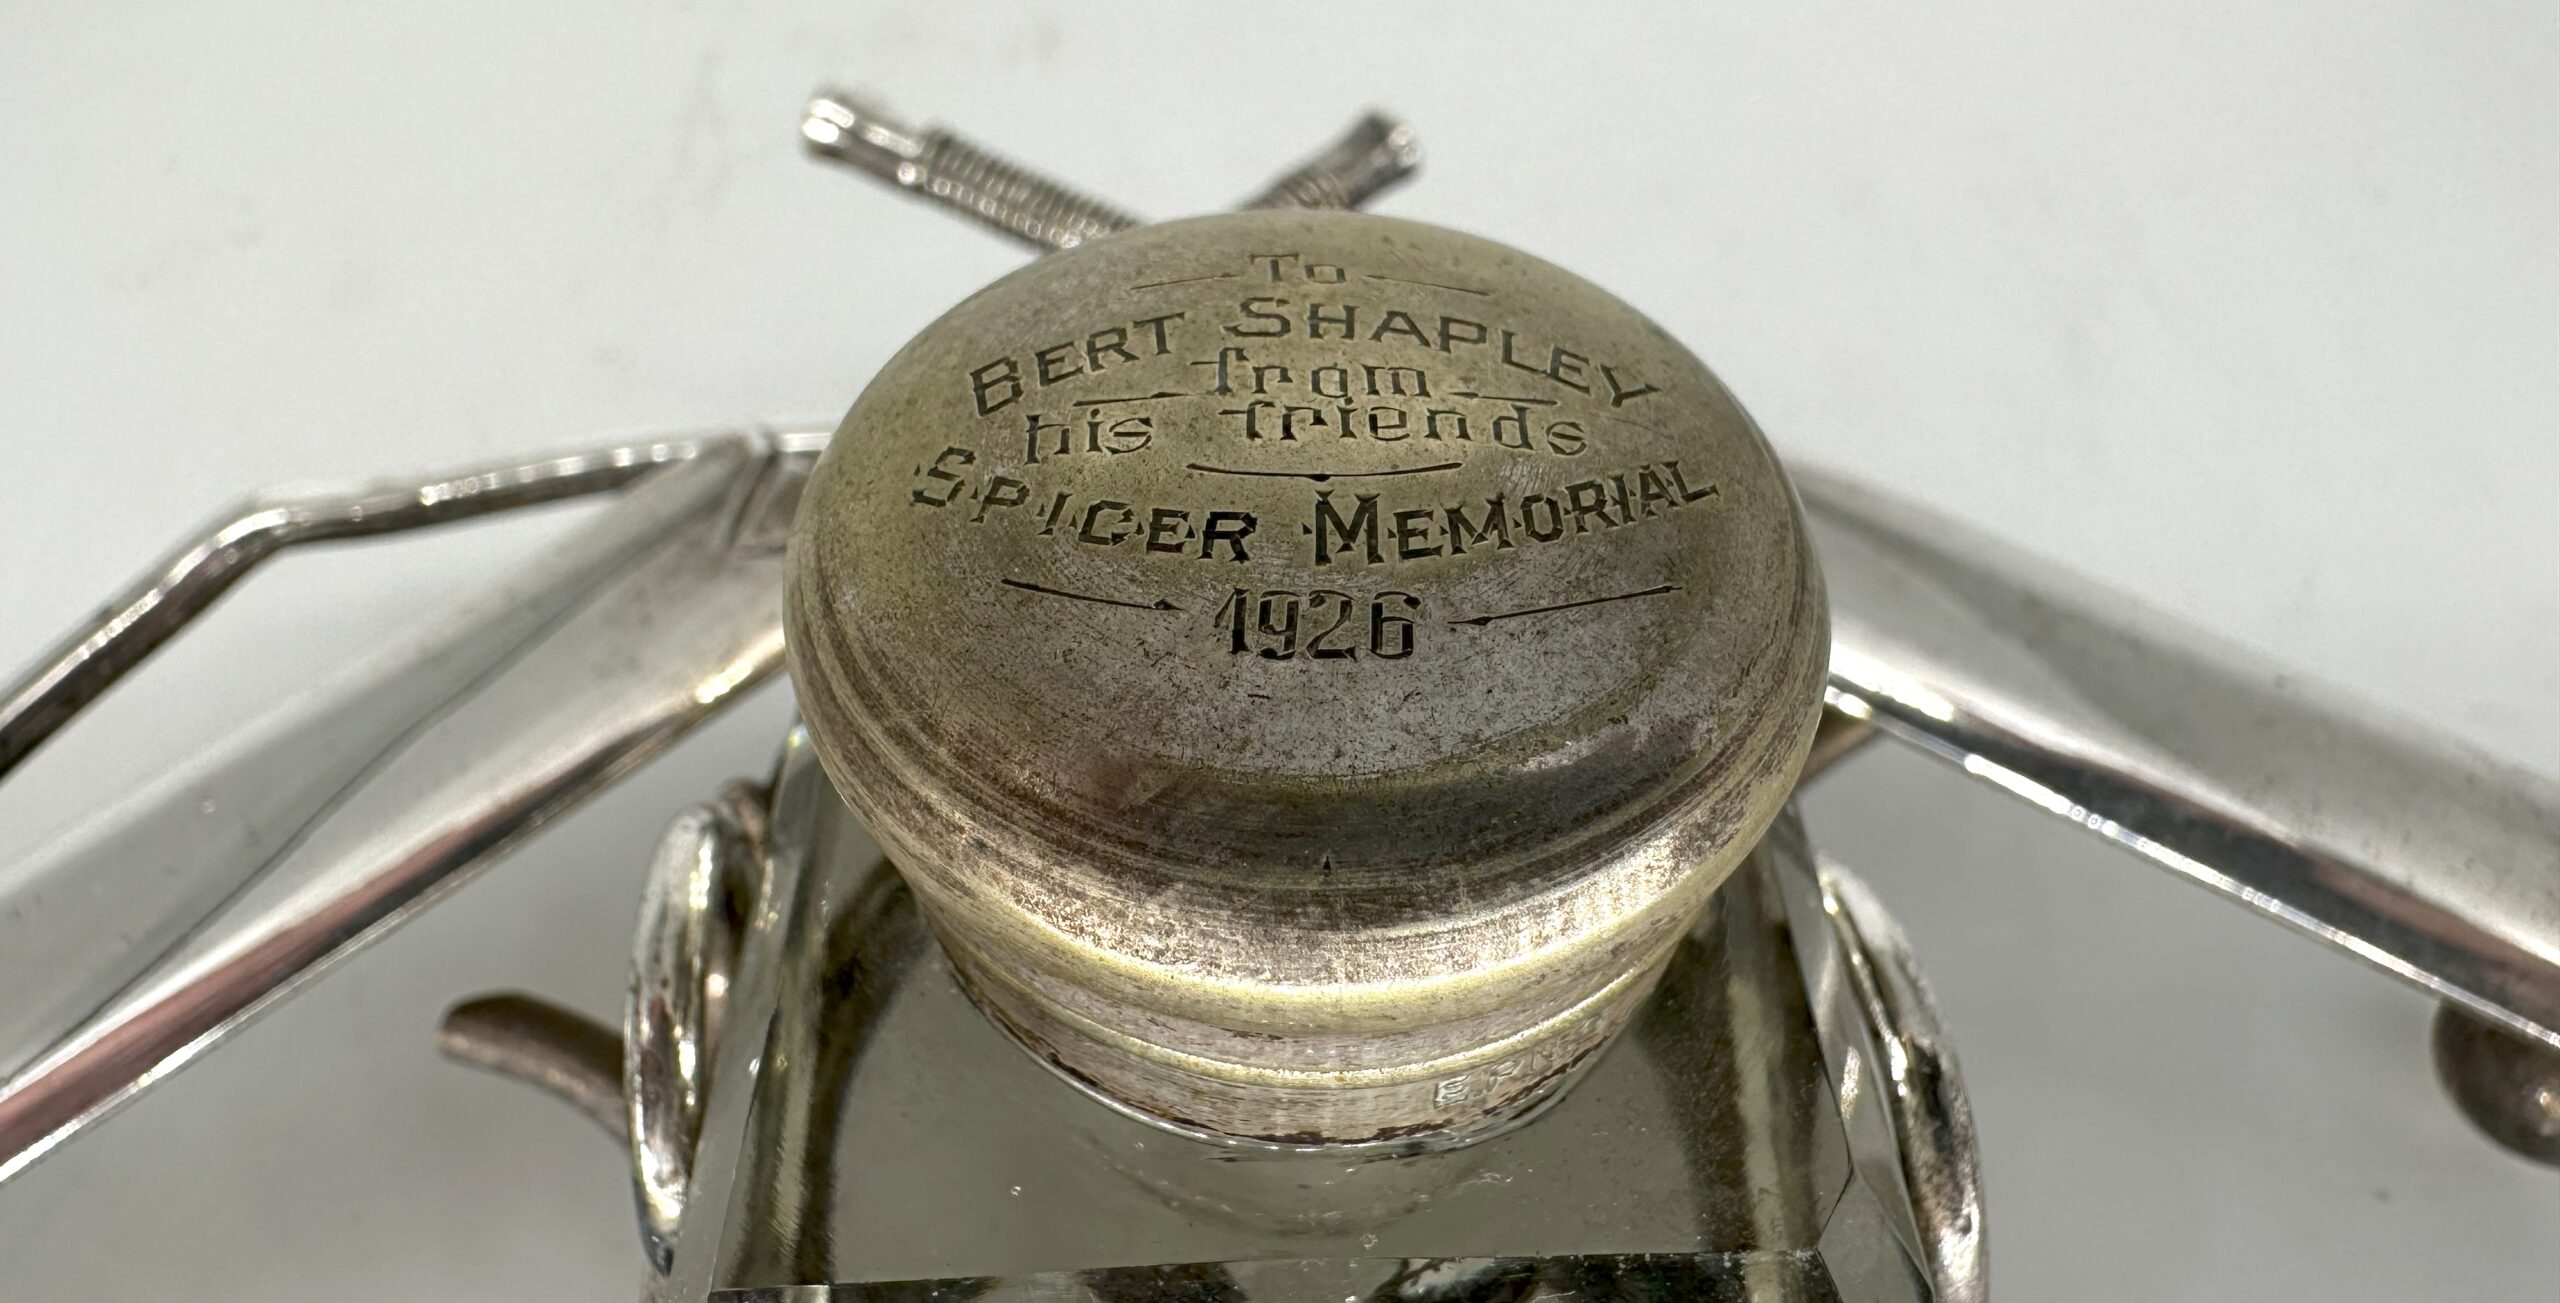 To
BERT SHAPLEY
from
his friends
SPICER MEMORIAL
1926